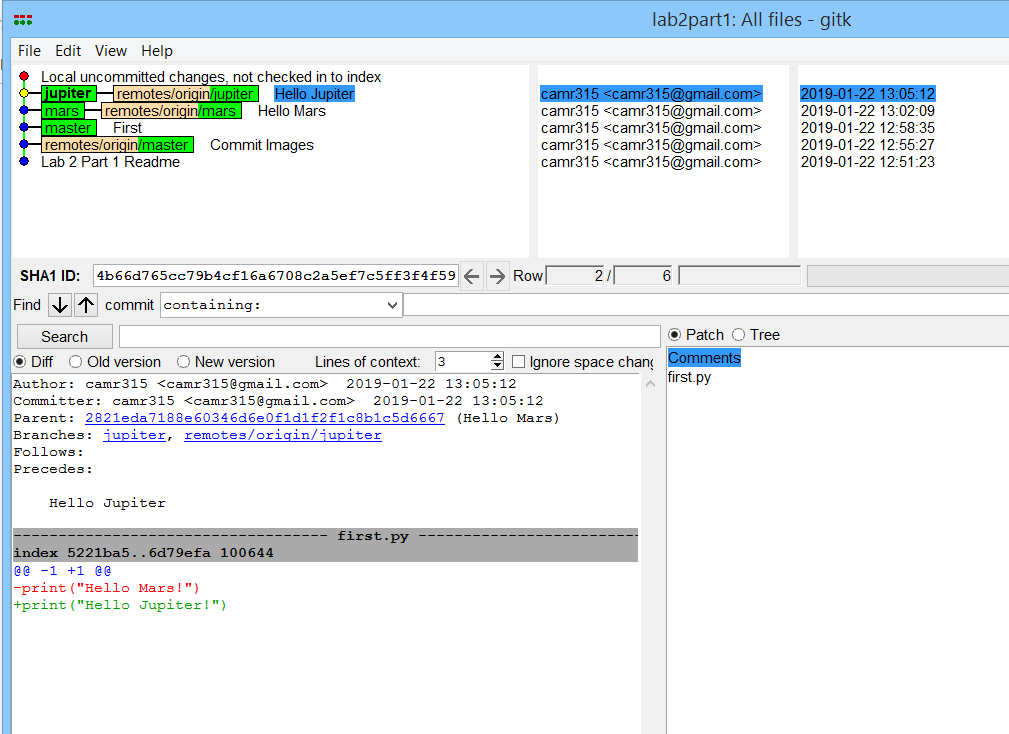 lab2part1: All files - gitk
File Edit View Help
Local uncommitted changes, not checked in to index
jupiter remotes/origin/jupiter Hello Jupiter camr315 <camr315@gmail.com> 2019-01-22 13:05:12
mars remotes/origin/mars Hello Mars camr315 <camr315@gmail.com> 2019-01-22 13:02:09
master First camr315 <camr315@gmail.com> 2019-01-22 12:58:35
remotes/origin/master Commit Images camr315 <camr315@gmail.com> 2019-01-22 12:55:27
Lab 2 Part 1 Readme camr315 <camr315@gmail.com> 2019-01-22 12:51:23
SHA1 ID: 4b66d765cc79b4cf16a6708c2a5ef7c5ff3f4f59 Row 2 / 6
Find commit containing:
Search Patch Tree
Diff Old version New version Lines of context: 3 Ignore space chang
Comments
first.py
Author: camr315 <camr315@gmail.com> 2019-01-22 13:05:12
Committer: camr315 <camr315@gmail.com> 2019-01-22 13:05:12
Parent: 2821eda7188e60346d6e0f1d1f2f1c8b1c5d6667 (Hello Mars)
Branches: jupiter, remotes/origin/jupiter
Follows:
Precedes:
Hello Jupiter
----------------------------------- first.py -------------------------
index 5221ba5..6d79efa 100644
@@ -1 +1 @@
-print("Hello Mars!")
+print("Hello Jupiter!")